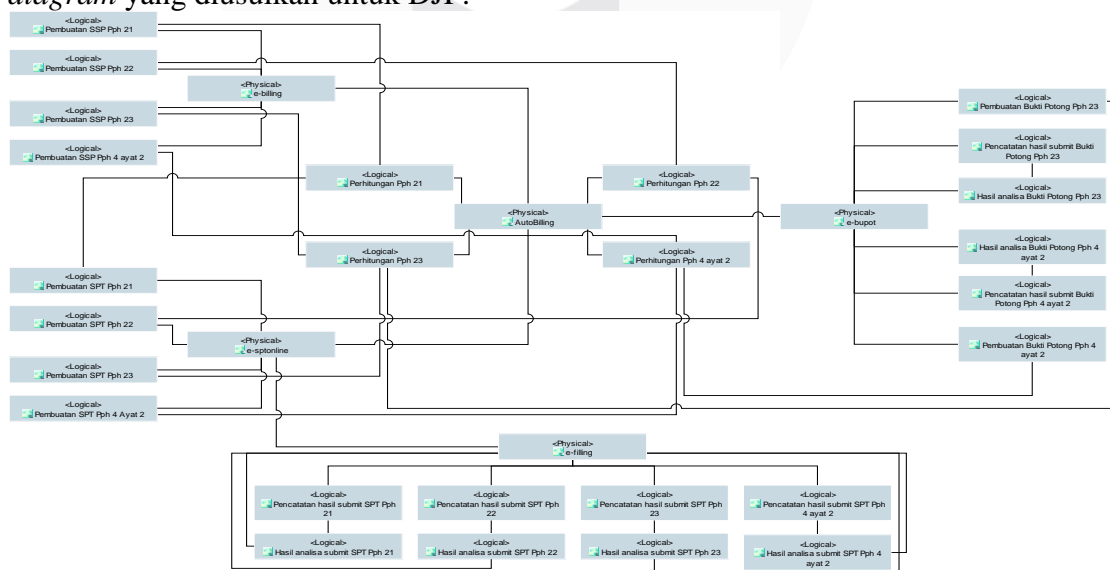 diagram yang diusulkan untuk DJP.
<Logical>
Pembuatan SSP Pph 21
<Logical>
Pembuatan SSP Pph 22
<Physical>
e-billing
<Logical>
Pembuatan SSP Pph 23
<Logical>
Pembuatan SSP Pph 4 ayat 2
<Logical>
Perhitungan Pph 21
<Logical>
Perhitungan Pph 22
<Physical>
AutoBilling
<Logical>
Perhitungan Pph 23
<Logical>
Perhitungan Pph 4 ayat 2
<Physical>
e-bupot
<Logical>
Pembuatan Bukti Potong Pph 23
<Logical>
Pencatatan hasil submit Bukti
Potong Pph 23
<Logical>
Hasil analisa Bukti Potong Pph 23
<Logical>
Hasil analisa Bukti Potong Pph 4
ayat 2
<Logical>
Pencatatan hasil submit Bukti
Potong Pph 4 ayat 2
<Logical>
Pembuatan Bukti Potong Pph 4
ayat 2
<Logical>
Pembuatan SPT Pph 21
<Logical>
Pembuatan SPT Pph 22
<Physical>
e-sptonline
<Logical>
Pembuatan SPT Pph 23
<Logical>
Pembuatan SPT Pph 4 Ayat 2
<Physical>
e-filling
<Logical>
Pencatatan hasil submit SPT Pph
21
<Logical>
Pencatatan hasil submit SPT Pph
22
<Logical>
Pencatatan hasil submit SPT Pph
23
<Logical>
Pencatatan hasil submit SPT Pph
4 ayat 2
<Logical>
Hasil analisa submit SPT Pph 21
<Logical>
Hasil analisa submit SPT Pph 22
<Logical>
Hasil analisa submit SPT Pph 23
<Logical>
Hasil analisa submit SPT Pph 4
ayat 2